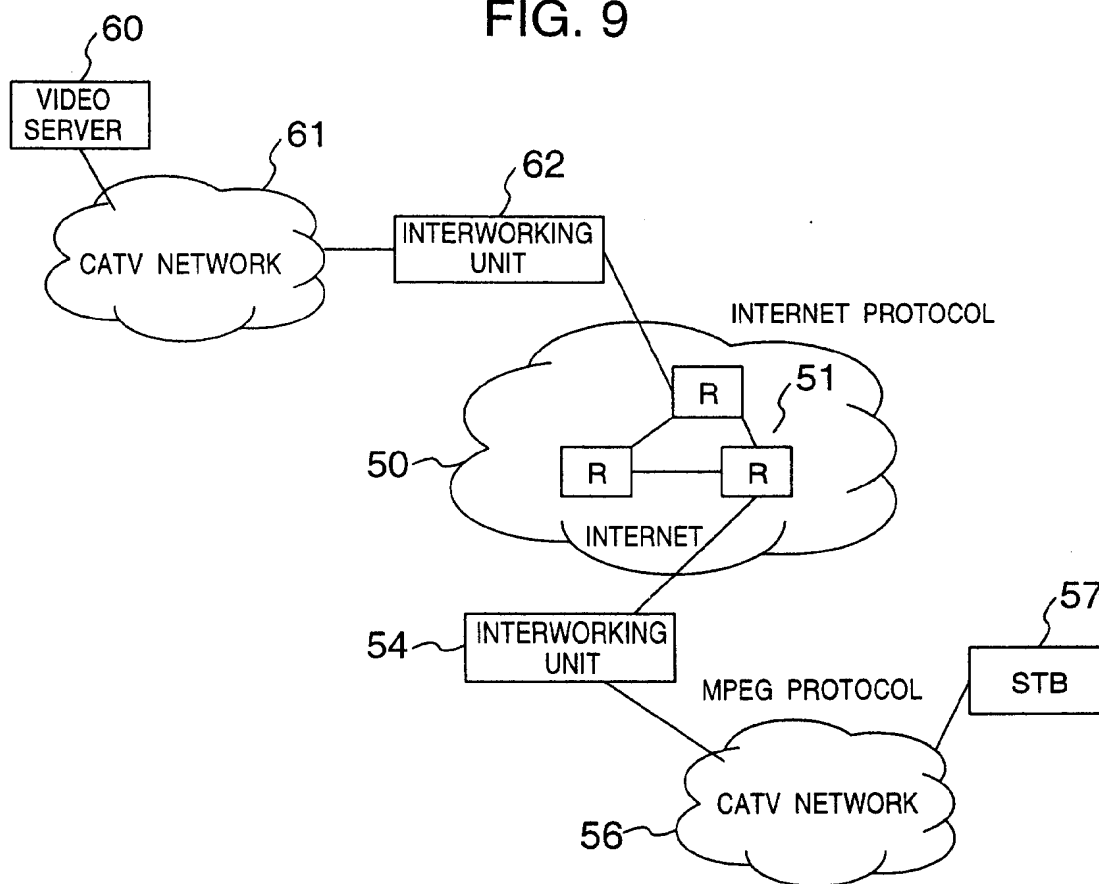 FIG. 9
60
VIDEO
SERVER
61
CATV NETWORK
62
INTERWORKING
UNIT
INTERNET PROTOCOL
51
R
R
R
50
INTERNET
54
INTERWORKING
UNIT
57
STB
MPEG PROTOCOL
CATV NETWORK
56